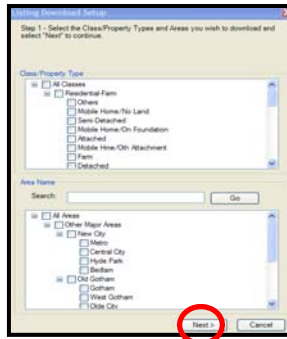 Listing Download Setup
Step 1 - Select the Class/Property Types and Areas you wish to download and
select "Next" to continue.
Class/Property Type
All Classes
Residential-Farm
Others
Mobile Home/No Land
Semi-Detached
Mobile Home/On Foundation
Attached
Mobile Hme/Oth Attachment
Farm
Detached
Area Name
Search:
Go
All Areas
Other Major Areas
New City
Metro
Central City
Hyde Park
Bedlam
Old Gotham
Gotham
West Gotham
Olde City
Next >
Cancel